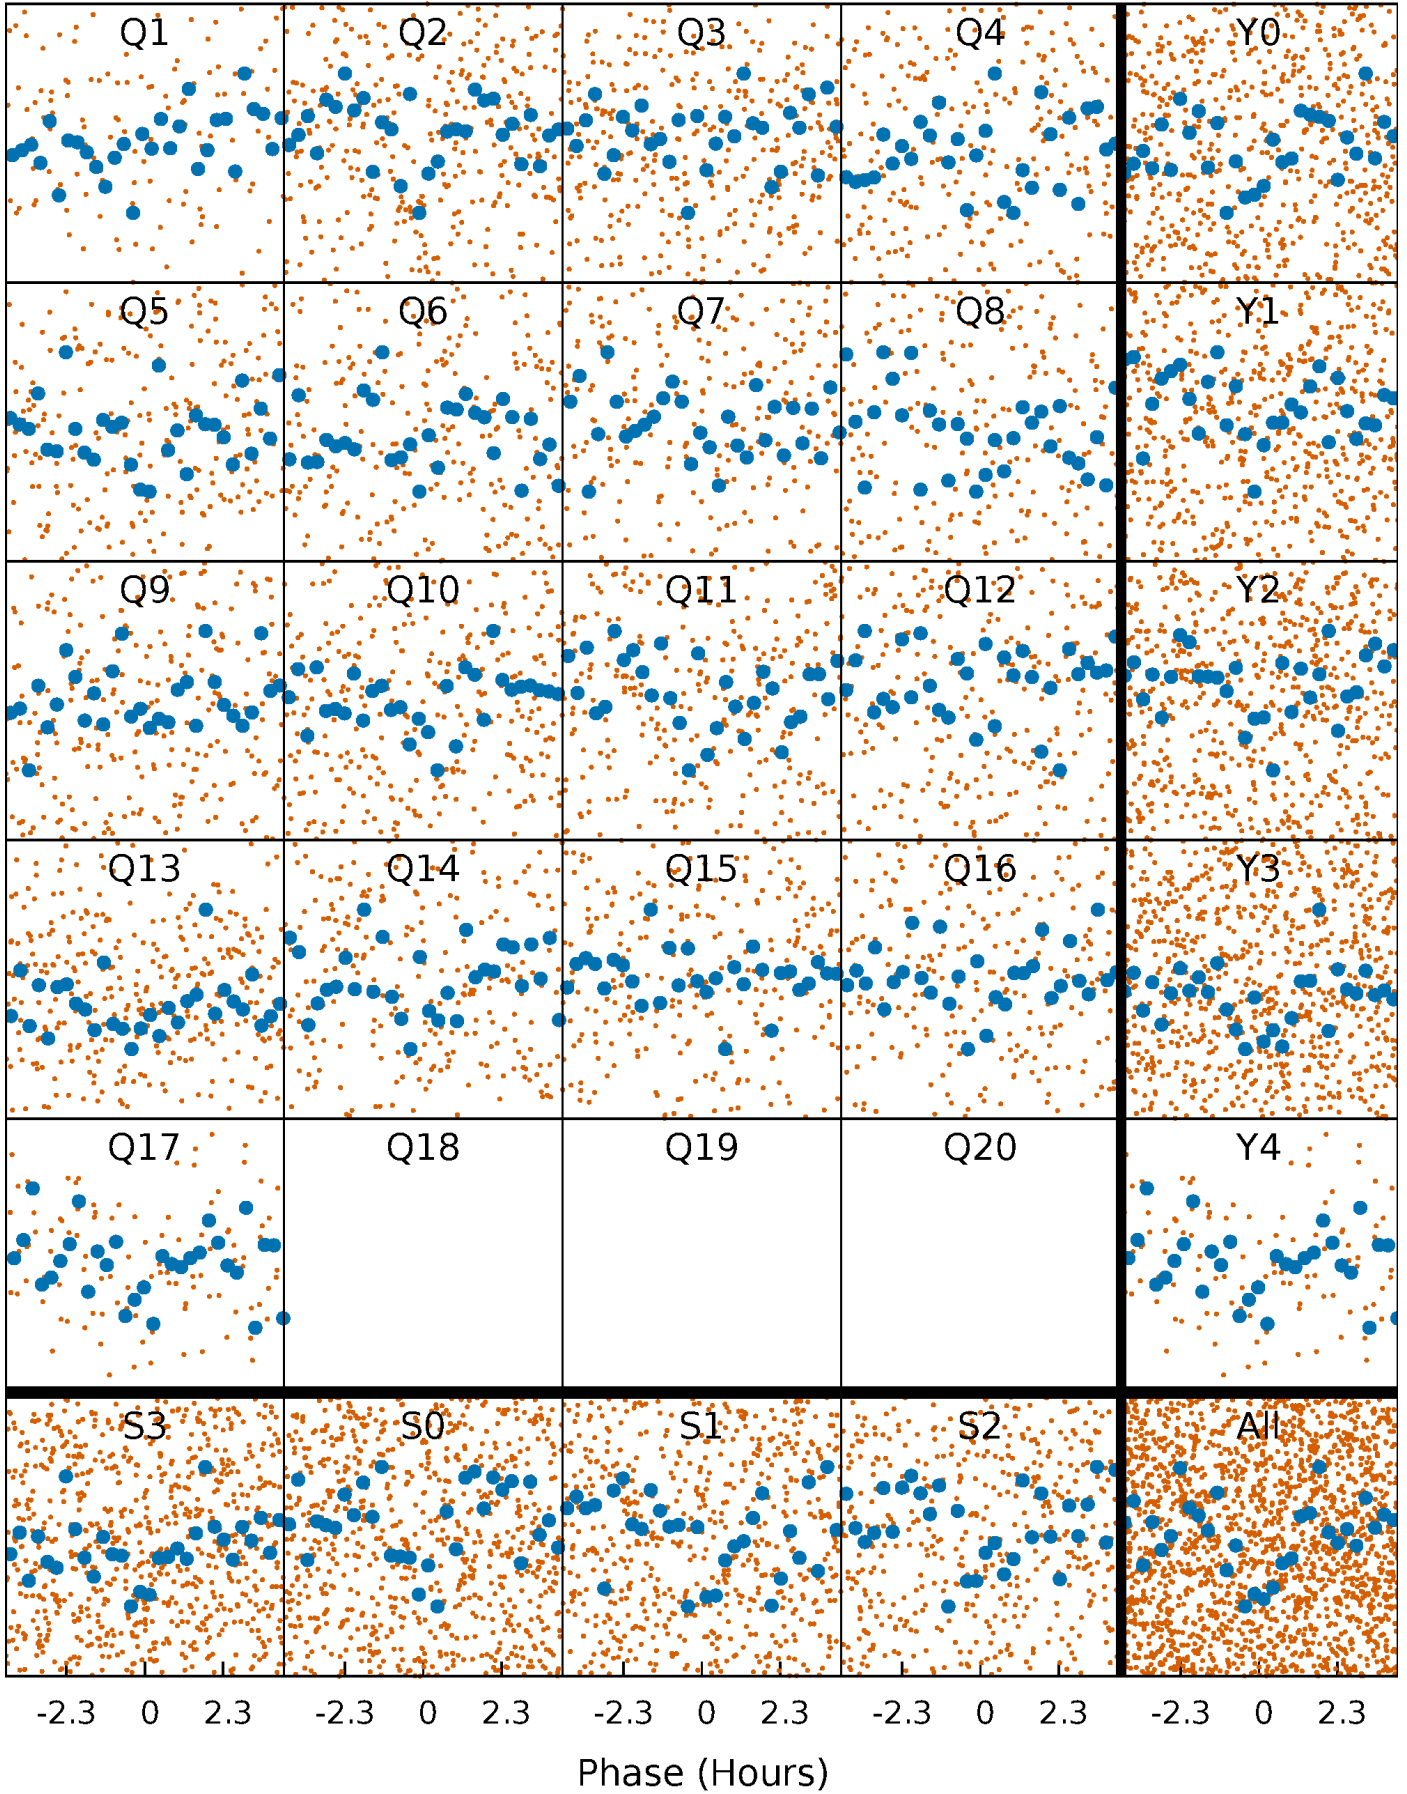 Q1 Q2 Q3 Q4 Y0
Q5 Q6 Q7 Q8 Y1
Q9 Q10 Q11 Q12 Y2
Q13 Q14 Q15 Q16 Y3
Q17 Q18 Q19 Q20 Y4
S3 S0 S1 S2 All
-2.3 0 2.3 -2.3 0 2.3 -2.3 0 2.3 -2.3 0 2.3 -2.3 0 2.3
Phase (Hours)